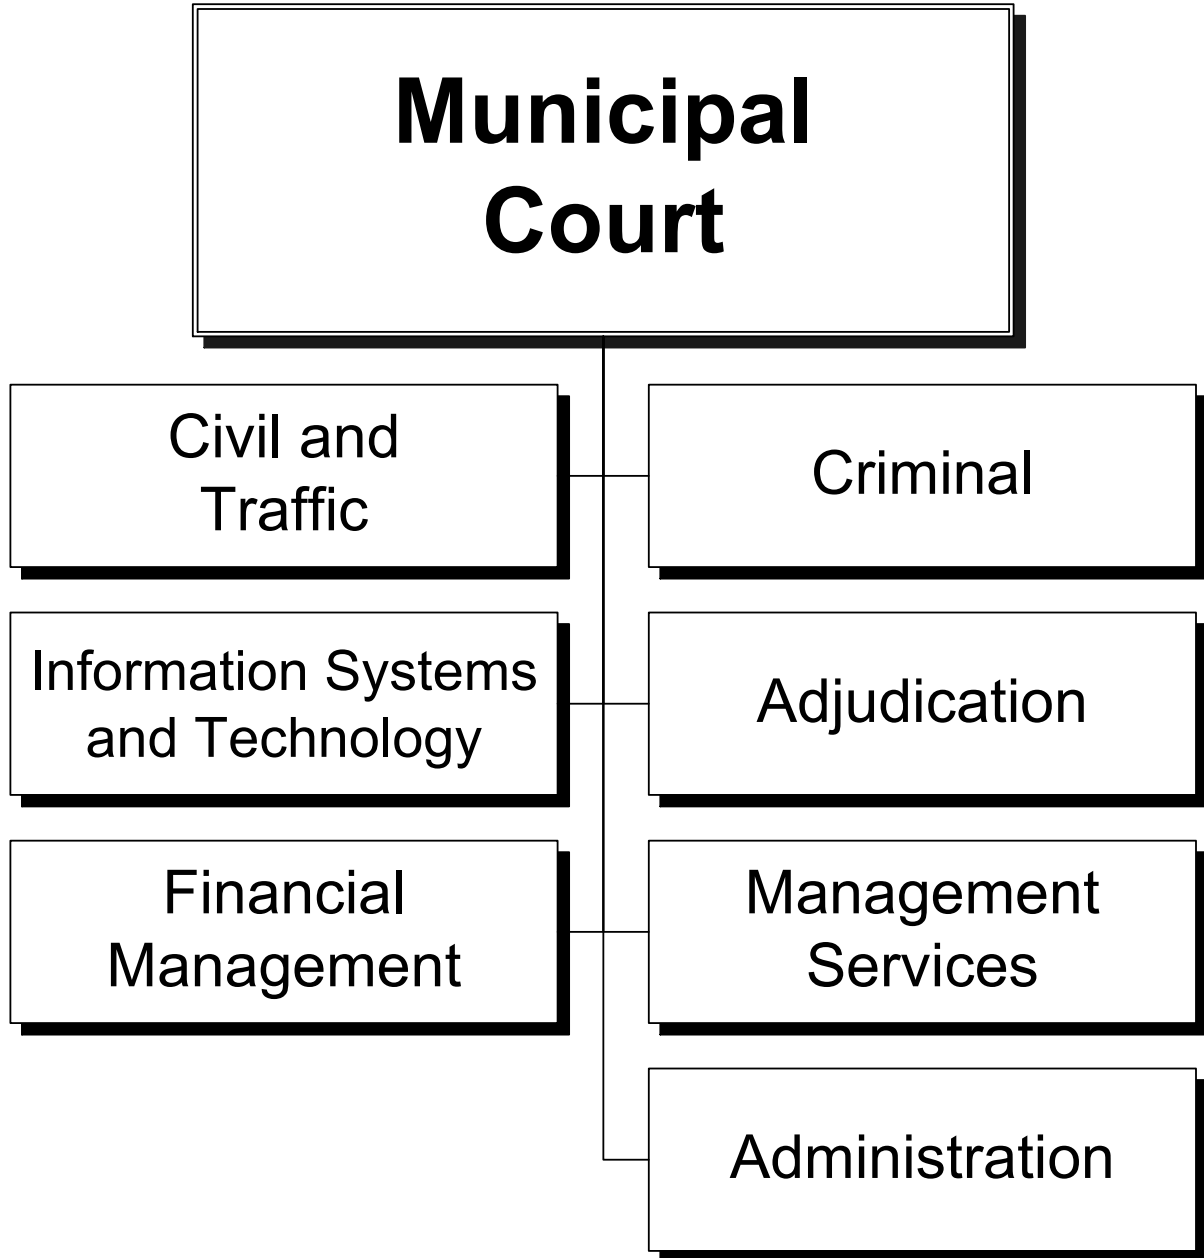 Municipal
Court
Civil and
Traffic
Criminal
Information Systems
and Technology
Adjudication
Financial
Management
Management
Services
Administration